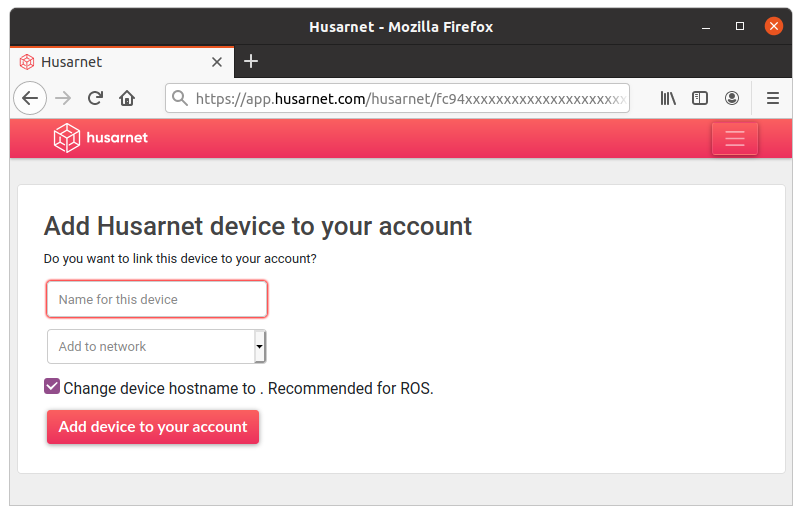 Husarnet - Mozilla Firefox
Husarnet
https://app.husarnet.com/husarnet/fc94xxxxxxxxxxxxxxxxxxxxx
husarnet
Add Husarnet device to your account
Do you want to link this device to your account?
Name for this device
Add to network
Change device hostname to . Recommended for ROS.
Add device to your account